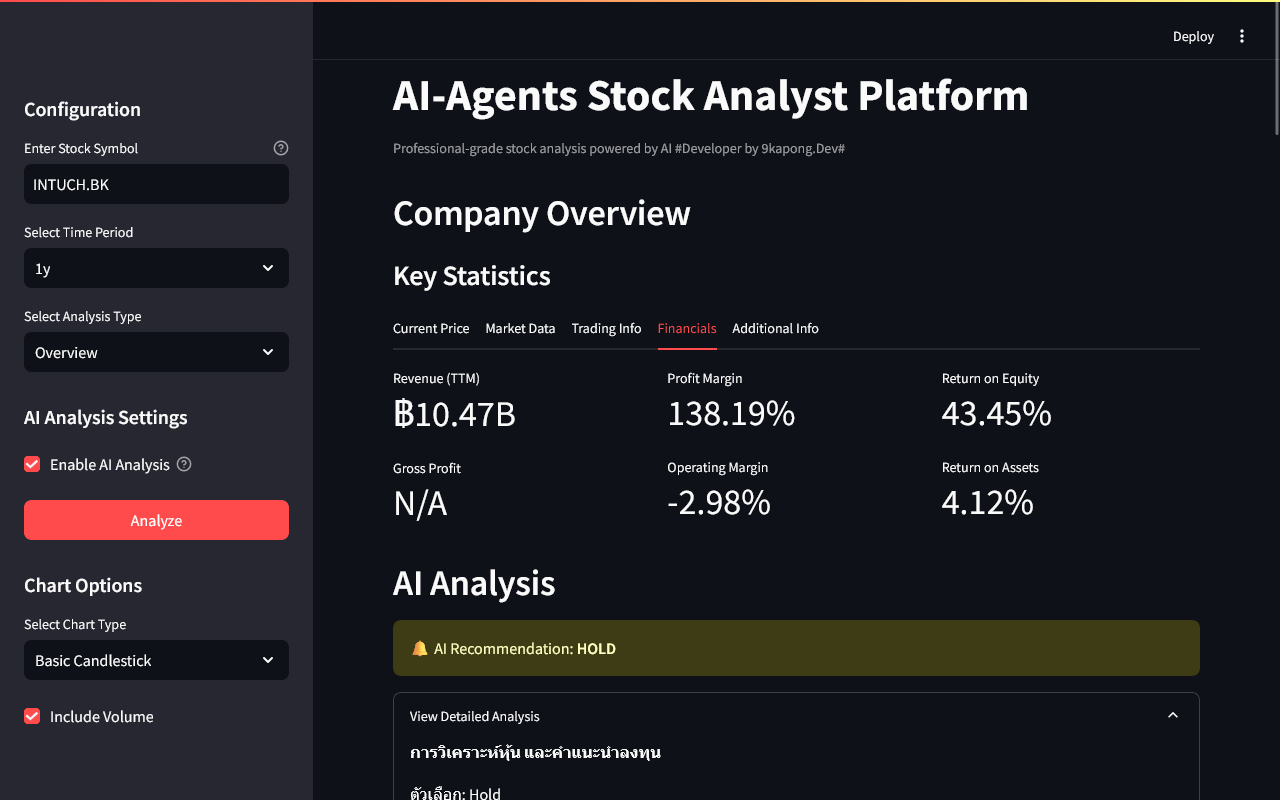 Deploy
Configuration
Enter Stock Symbol
INTUCH.BK
Select Time Period
1y
Select Analysis Type
Overview
AI Analysis Settings
Enable AI Analysis
Analyze
Chart Options
Select Chart Type
Basic Candlestick
Include Volume
AI-Agents Stock Analyst Platform
Professional-grade stock analysis powered by AI #Developer by 9kapong.Dev#
Company Overview
Key Statistics
Current Price Market Data Trading Info Financials Additional Info
Revenue (TTM) Profit Margin Return on Equity
฿10.47B 138.19% 43.45%
Gross Profit Operating Margin Return on Assets
N/A -2.98% 4.12%
AI Analysis
🔔 AI Recommendation: HOLD
View Detailed Analysis
การวิเคราะห์หุ้น และคำแนะนำลงทุน
ตัวเลือก: Hold